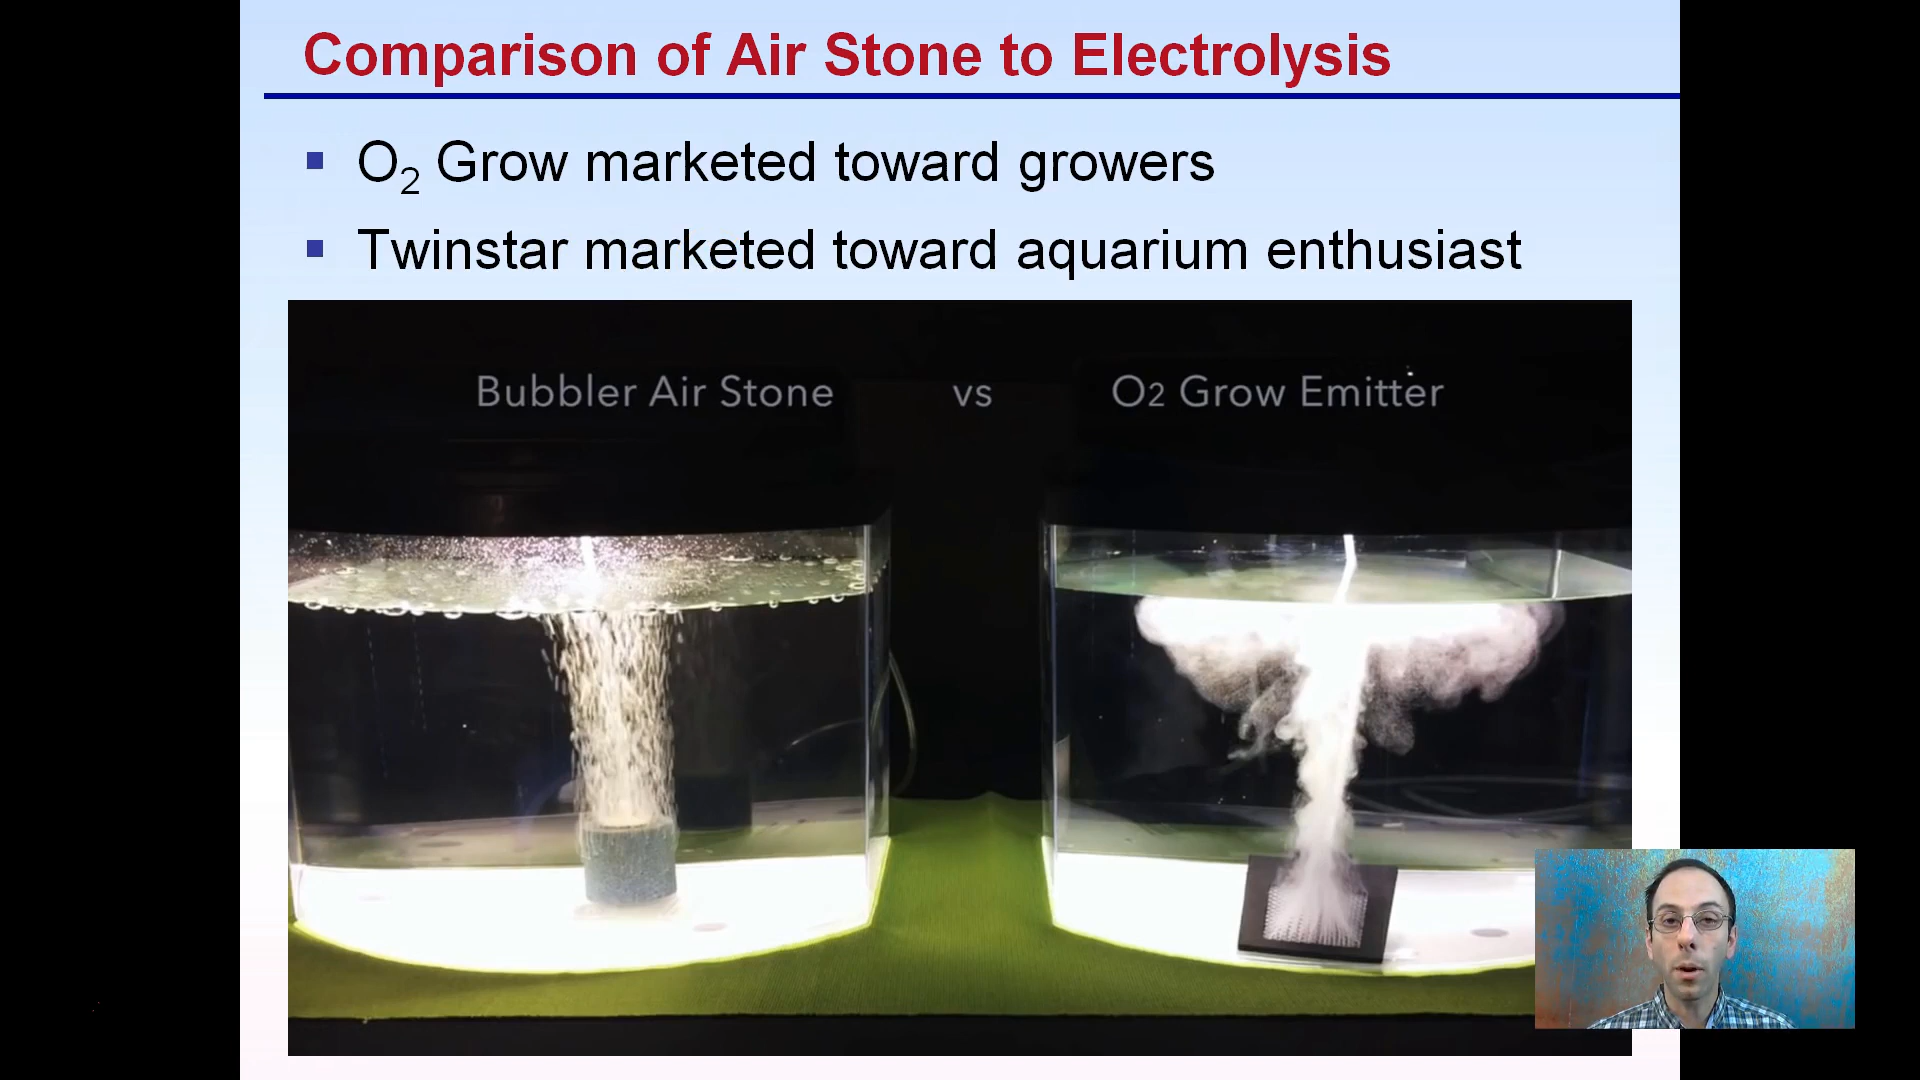 Comparison of Air Stone to Electrolysis
O₂ Grow marketed toward growers
Twinstar marketed toward aquarium enthusiast
Bubbler Air Stone vs O2 Grow Emitter